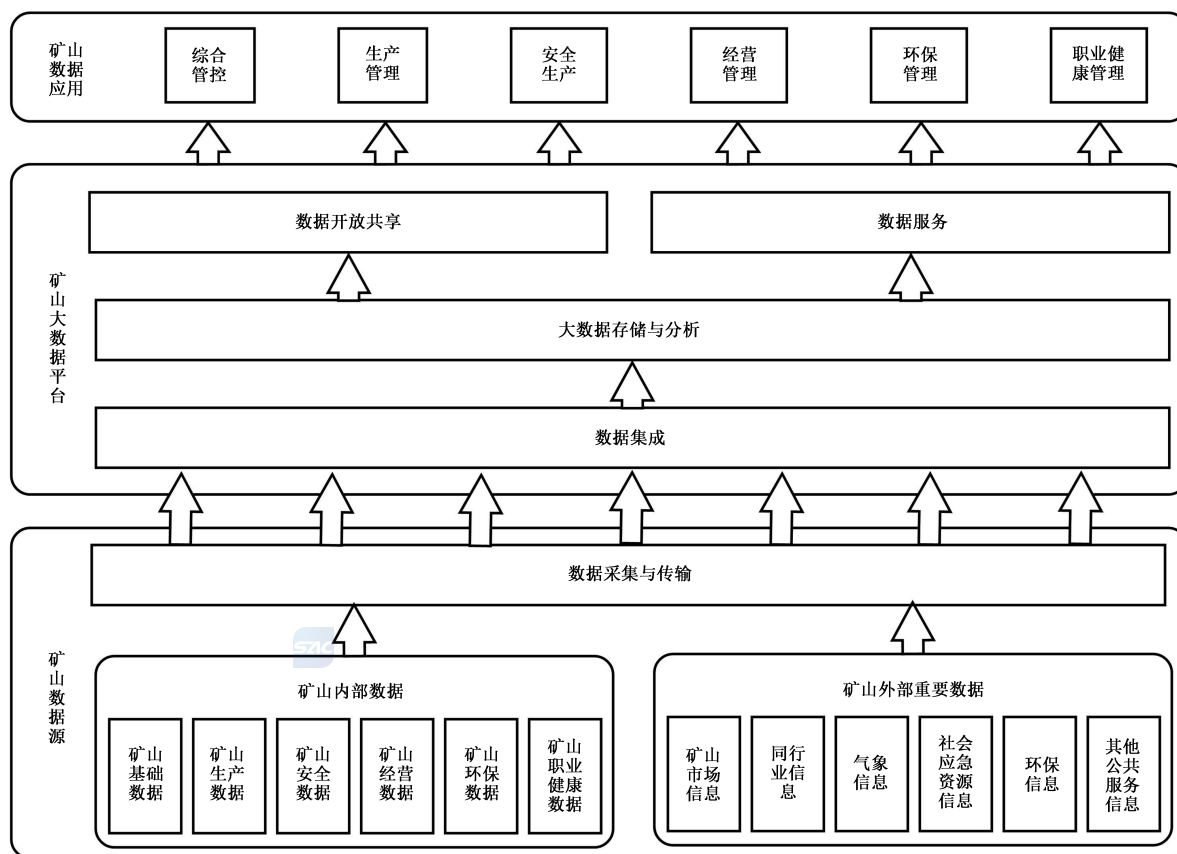 矿山
数据
应用
综合
管控
生产
管理
安全
生产
经营
管理
环保
管理
职业健
康管理
矿山大数据平台
数据开放共享
数据服务
大数据存储与分析
数据集成
矿山数据源
数据采集与传输
SAC
矿山内部数据
矿山
基础
数据
矿山
生产
数据
矿山
安全
数据
矿山
经营
数据
矿山
环保
数据
矿山
职业
健康
数据
矿山外部重要数据
矿山
市场
信息
同行
业信
息
气象
信息
社会
应急
资源
信息
环保
信息
其他
公共
服务
信息